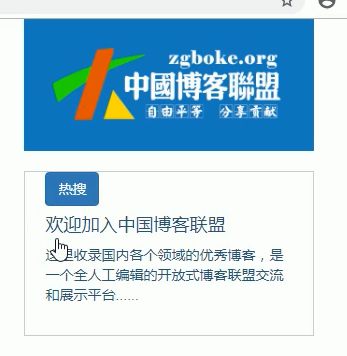 zgboke.org
中國博客聯盟
自由平等 分享貢獻
热搜
欢迎加入中国博客联盟
这里收录国内各个领域的优秀博客，是
一个全人工编辑的开放式博客联盟交流
和展示平台......